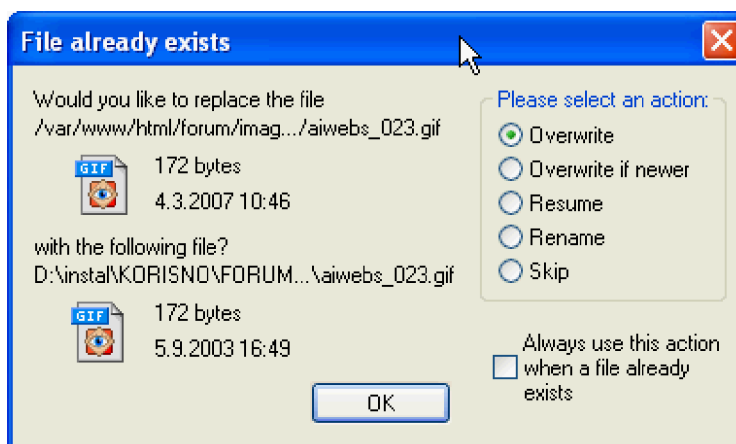 File already exists
Would you like to replace the file
/var/www/html/forum/imag.../aiwebs_023.gif
GIF
172 bytes
4.3.2007 10:46
with the following file?
D:\instal\KORISNO\FORUM...\aiwebs_023.gif
GIF
172 bytes
5.9.2003 16:49
Please select an action:
Overwrite
Overwrite if newer
Resume
Rename
Skip
Always use this action
when a file already
exists
OK